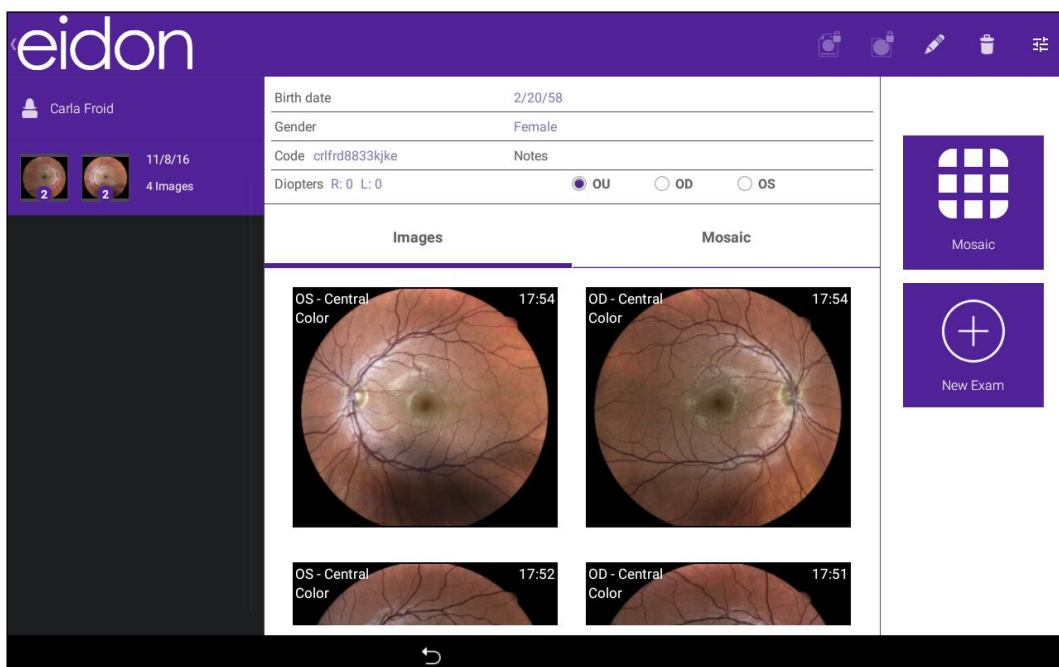 eidon
Carla Froid
11/8/16
4 Images
2
2
Birth date 2/20/58
Gender Female
Code crlfrd8833kjke Notes
Diopters R: 0 L: 0 OU OD OS
Images Mosaic
OS - Central 17:54
Color
OD - Central 17:54
Color
OS - Central 17:52
Color
OD - Central 17:51
Color
Mosaic
New Exam